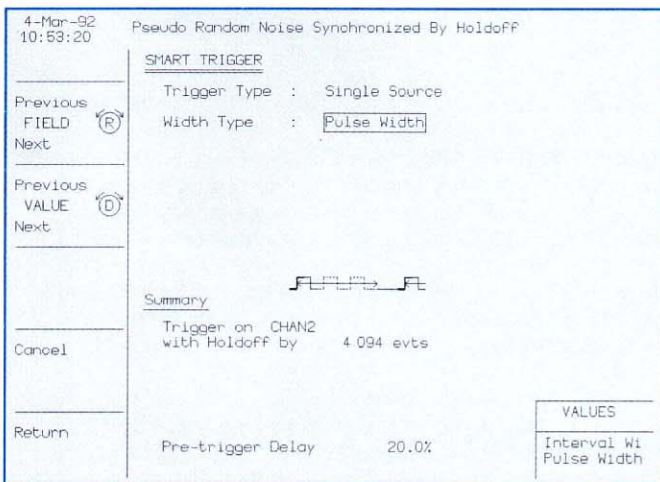 4-Mar-92
10:53:20
Pseudo Random Noise Synchronized By Holdoff
SMART TRIGGER
Trigger Type : Single Source
Width Type : Pulse Width
Previous
FIELD (R)
Next
Previous
VALUE (D)
Next
Summary
Trigger on CHAN2
with Holdoff by 4 094 evts
Cancel
Return
Pre-trigger Delay 20.0%
VALUES
Interval Wi
Pulse Width